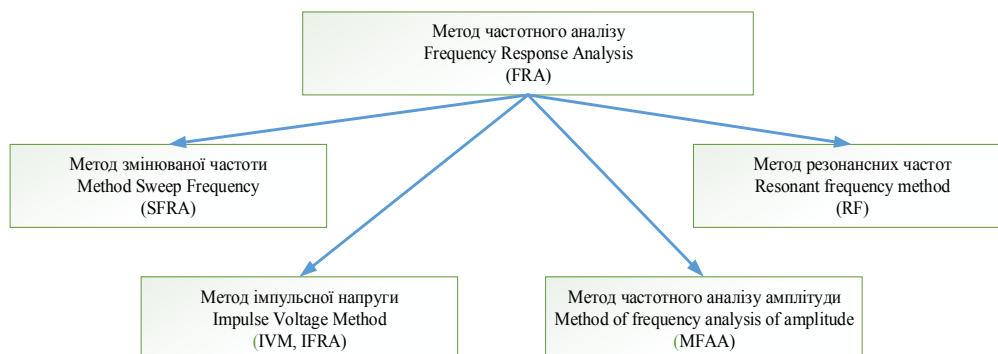 Метод частотного аналізу
Frequency Response Analysis
(FRA)
Метод змінюваної частоти
Method Sweep Frequency
(SFRA)
Метод резонансних частот
Resonant frequency method
(RF)
Метод імпульсної напруги
Impulse Voltage Method
(IVM, IFRA)
Метод частотного аналізу амплітуди
Method of frequency analysis of amplitude
(MFAA)